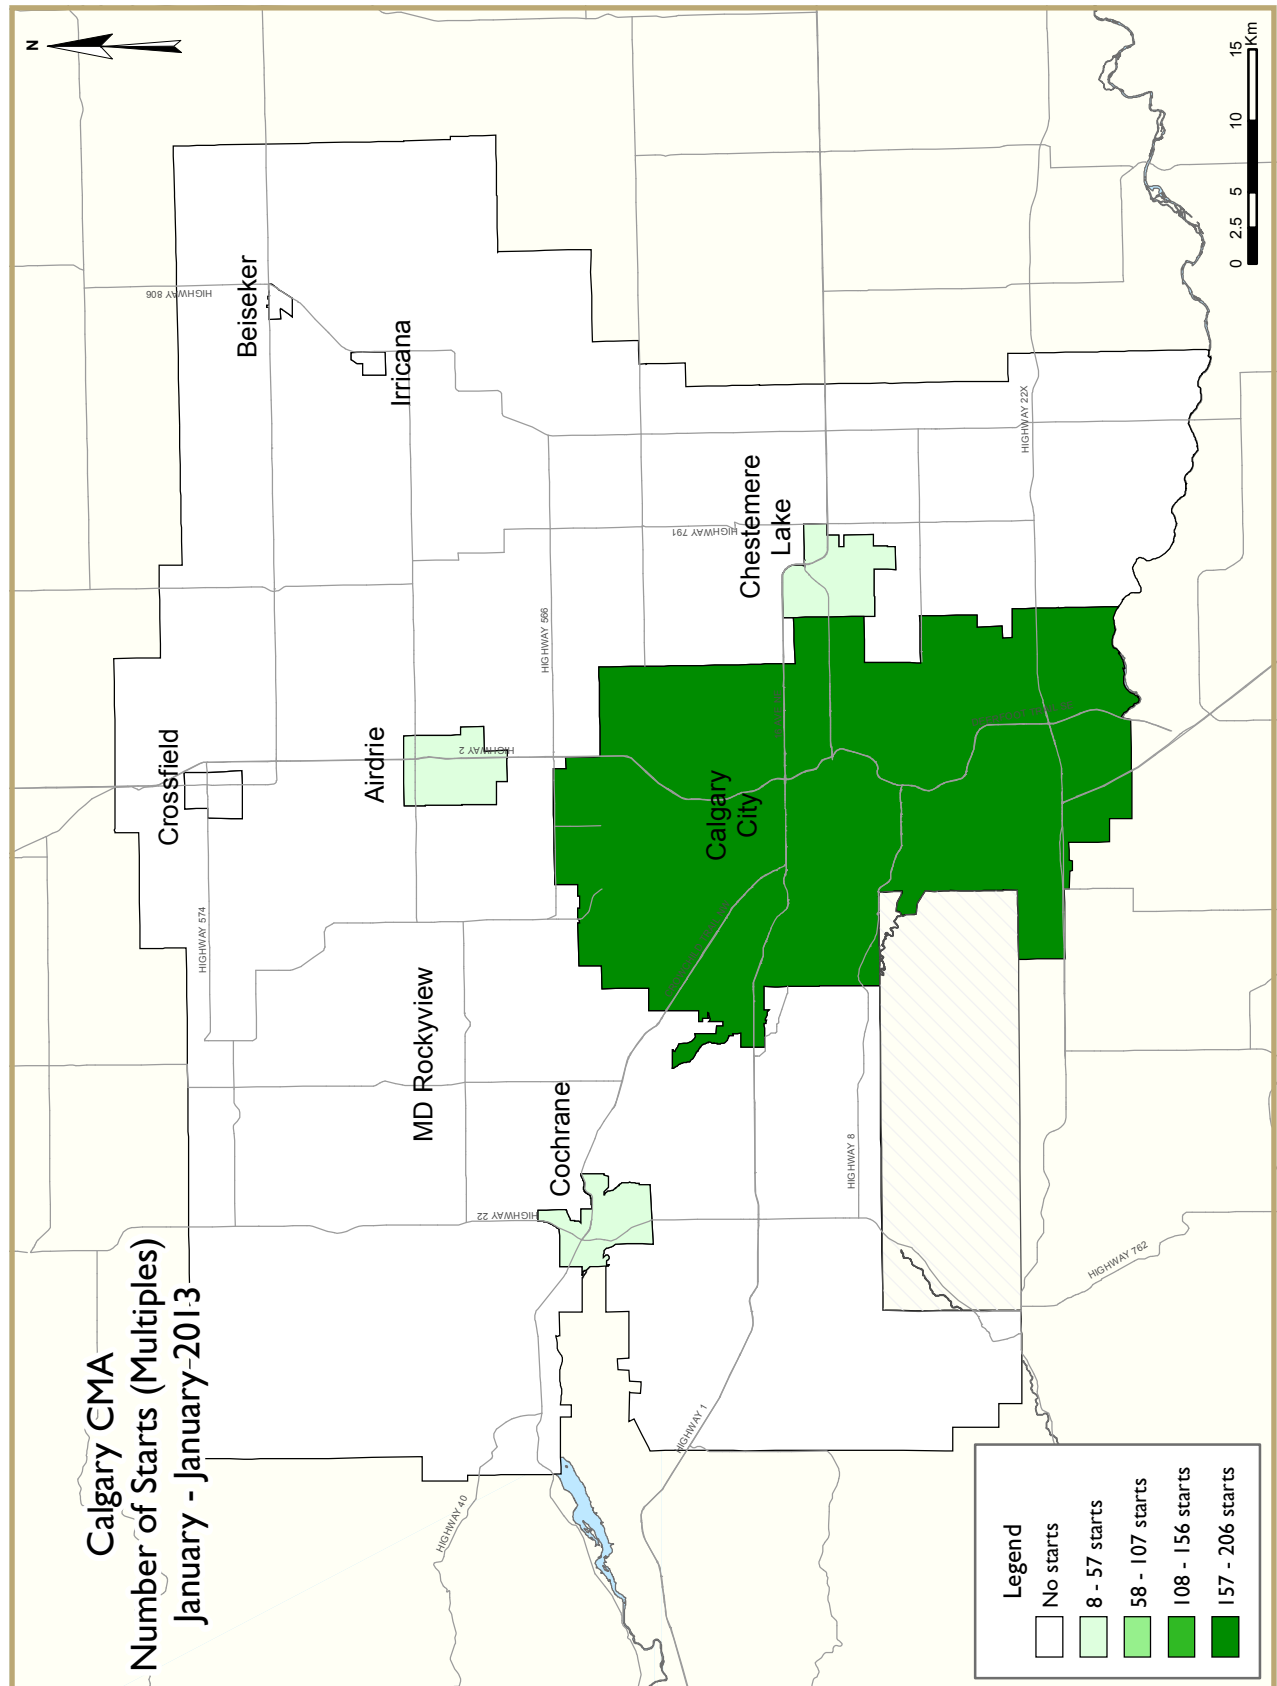 Calgary CMA
Number of Starts (Multiples)
January - January 2013
N
HIGHWAY 806
Beiseker
Irricana
Crossfield
HIGHWAY 574
Airdrie
HIGHWAY 2
HIGHWAY 566
MD Rockyview
Cochrane
HIGHWAY 22
HIGHWAY 40
HIGHWAY 1
HIGHWAY 791
Chestemere
Lake
Calgary
City
HIGHWAY 8
HIGHWAY 22X
HIGHWAY 762
Legend
No starts
8 - 57 starts
58 - 107 starts
108 - 156 starts
157 - 206 starts
0 2.5 5 10 15
Km